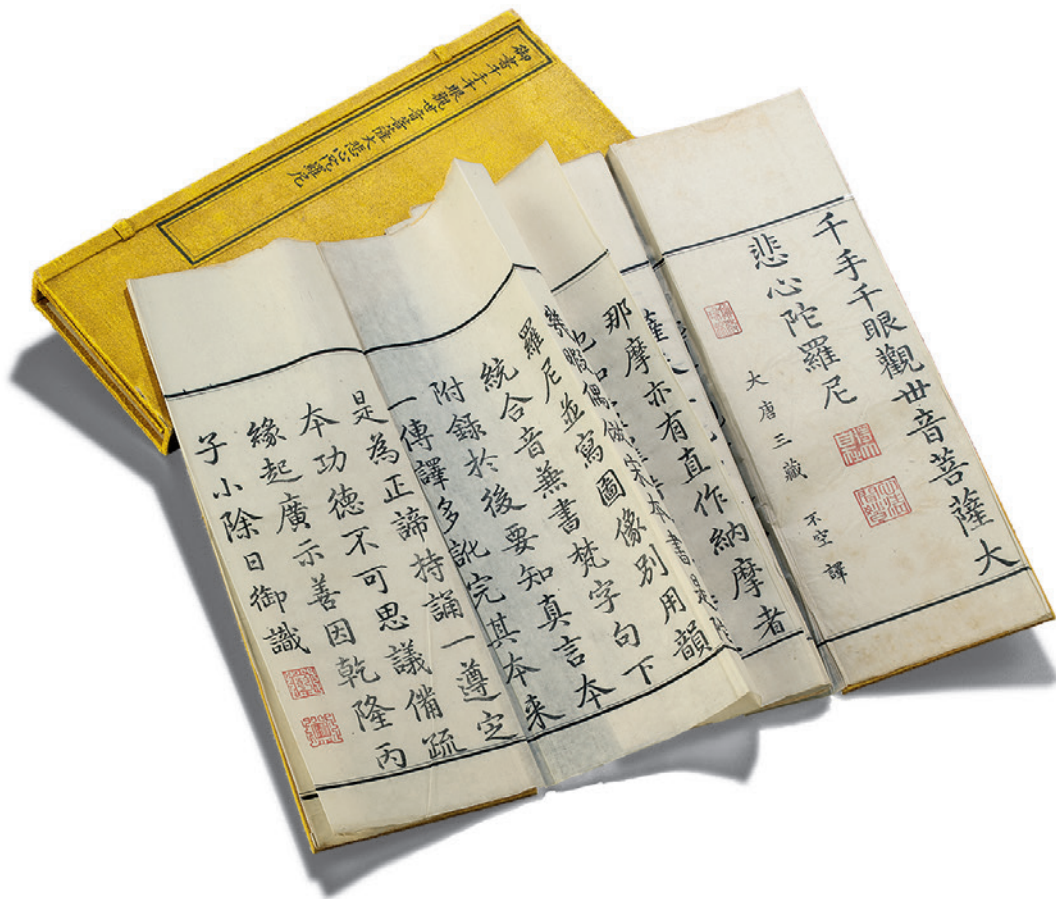 御書千手千眼觀世音菩薩大悲心陀羅尼
千手千眼觀世音菩薩大
悲心陀羅尼
大唐三藏 不空 譯
那摩亦有直作納摩者
幾暇偶倣
羅尼並寫圖像別用韻
統合音兼書梵字句下
附錄於後要知真言本
一傳譯多訛完其本来
是為正諦持誦一遵定
本功德不可思議備疏
緣起廣示善因乾隆丙
子小除日御識